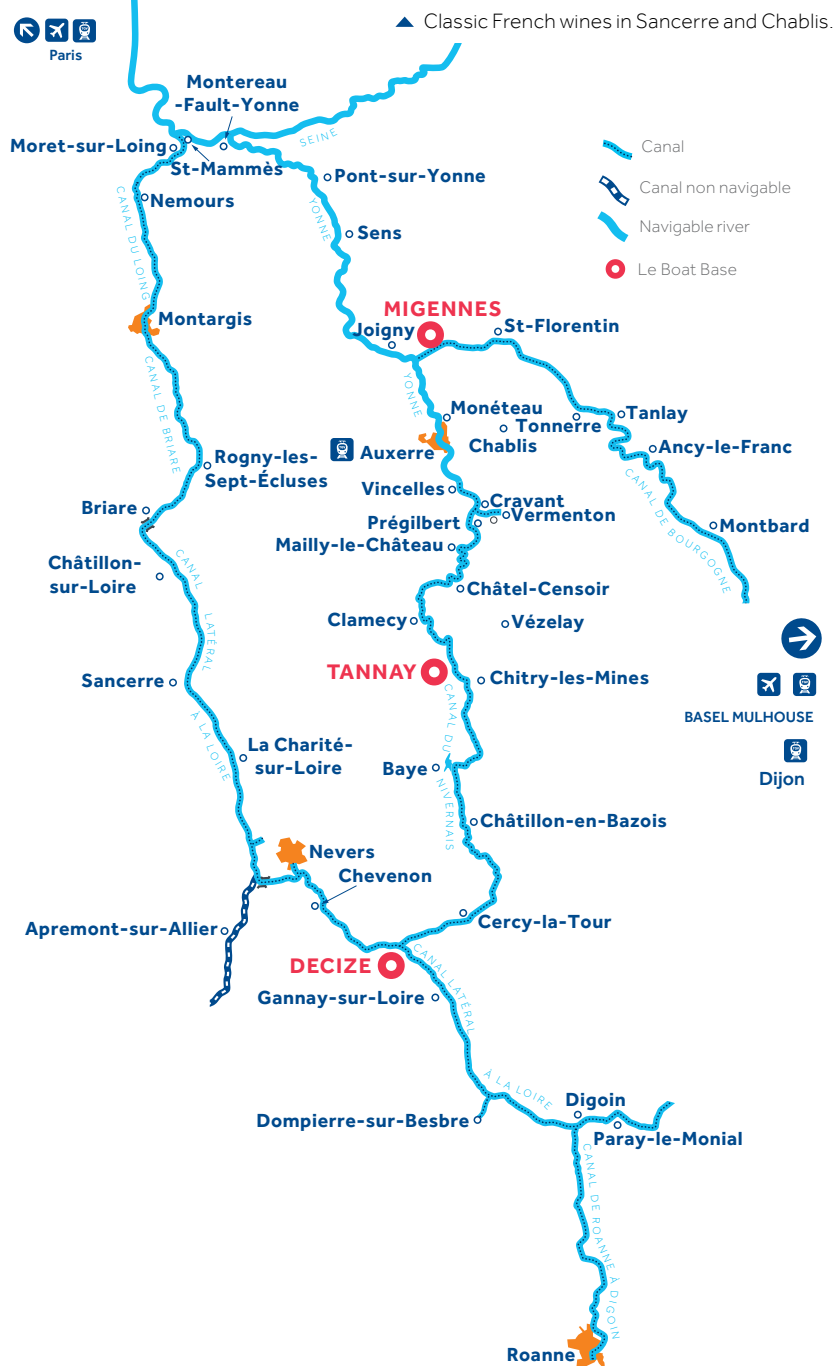 ▲ Classic French wines in Sancerre and Chablis.
Paris
Montereau
-Fault-Yonne
SEINE
Moret-sur-Loing
St-Mammès
Canal
Pont-sur-Yonne
Canal non navigable
Nemours
YONNE
CANAL DU LOING
Navigable river
Sens
Le Boat Base
MIGENNES
Montargis
St-Florentin
Joigny
CANAL DE BRIARE
YONNE
Monéteau
Tanlay
Tonnerre
Chablis
Auxerre
Ancy-le-Franc
Rogny-les-
Sept-Écluses
Vincelles
CANAL DE BOURGOGNE
Cravant
Briare
Vermenton
Prégilbert
Montbard
Mailly-le-Château
CANAL LATÉRAL
Châtillon-
sur-Loire
Châtel-Censoir
Clamecy
Vézelay
TANNAY
Sancerre
Chitry-les-Mines
À LA LOIRE
CANAL DU NIVERNAIS
BASEL MULHOUSE
La Charité-
sur-Loire
Baye
Dijon
Châtillon-en-Bazois
Nevers
Chevenon
Apremont-sur-Allier
Cercy-la-Tour
DECIZE
CANAL LATÉRAL
Gannay-sur-Loire
À LA LOIRE
Digoin
Dompierre-sur-Besbre
Paray-le-Monial
CANAL DE ROANNE À DIGOIN
Roanne